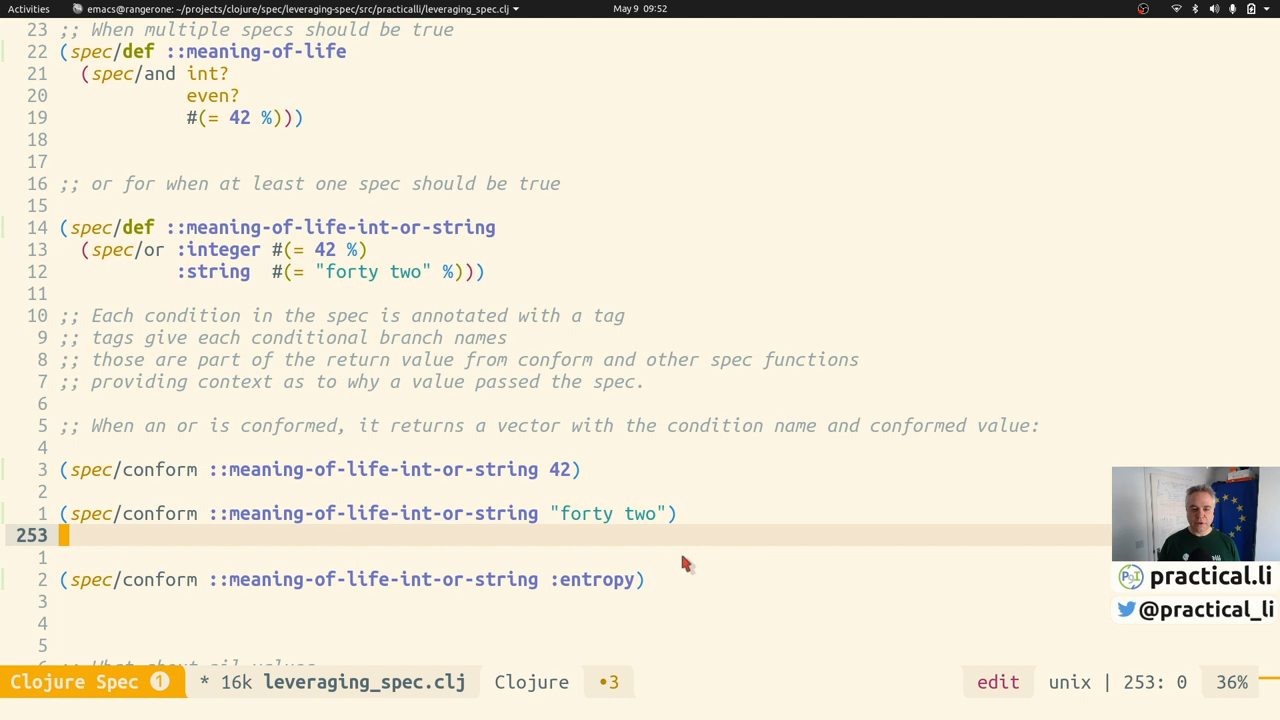 Activities emacs@rangerone: ~/projects/clojure/spec/leveraging-spec/src/practicalli/leveraging_spec.clj May 9 09:52
23 ;; When multiple specs should be true
22 (spec/def ::meaning-of-life
21 (spec/and int?
20 even?
19 #(= 42 %)))
18
17
16 ;; or for when at least one spec should be true
15
14 (spec/def ::meaning-of-life-int-or-string
13 (spec/or :integer #(= 42 %)
12 :string #(= "forty two" %)))
11
10 ;; Each condition in the spec is annotated with a tag
9 ;; tags give each conditional branch names
8 ;; those are part of the return value from conform and other spec functions
7 ;; providing context as to why a value passed the spec.
6
5 ;; When an or is conformed, it returns a vector with the condition name and conformed value:
4
3 (spec/conform ::meaning-of-life-int-or-string 42)
2
1 (spec/conform ::meaning-of-life-int-or-string "forty two")
253
1
2 (spec/conform ::meaning-of-life-int-or-string :entropy)
3
4
5
6 ;; What about nil values
practical.li
@practical_li
Clojure Spec 1 * 16k leveraging_spec.clj Clojure •3 edit unix | 253: 0 36%